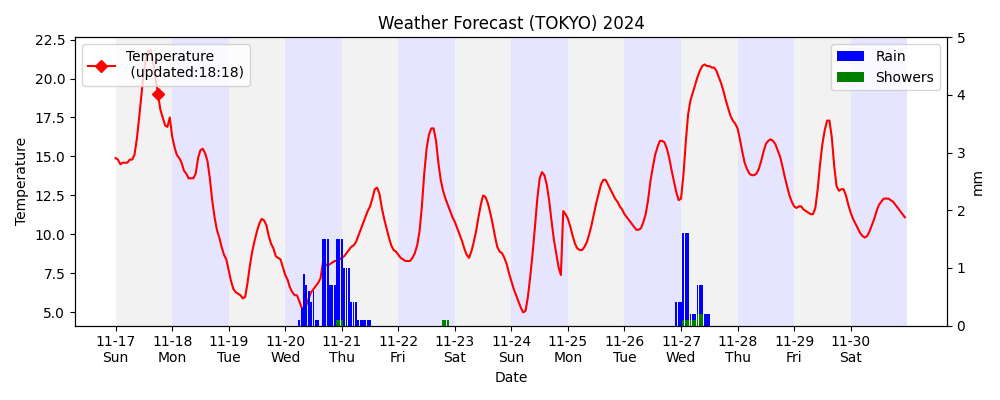 Weather Forecast (TOKYO) 2024
Temperature
(updated:18:18)
Rain
Showers
22.5
20.0
17.5
15.0
12.5
10.0
7.5
5.0
Temperature
5
4
3
2
1
0
mm
11-17 11-18 11-19 11-20 11-21 11-22 11-23 11-24 11-25 11-26 11-27 11-28 11-29 11-30
Sun Mon Tue Wed Thu Fri Sat Sun Mon Tue Wed Thu Fri Sat
Date